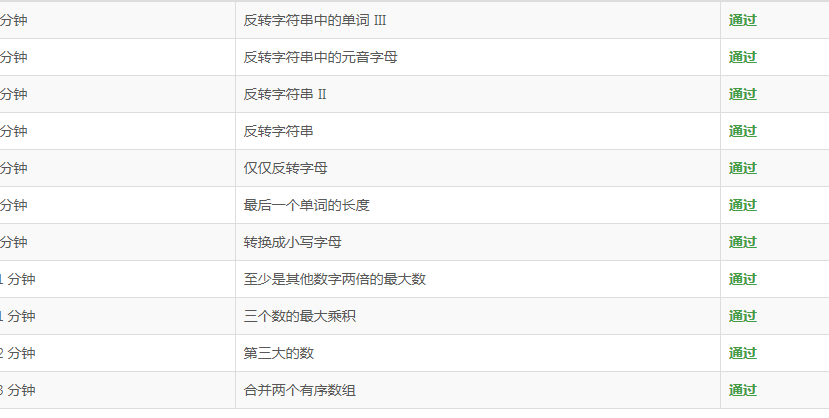 分钟 反转字符串中的单词 III 通过
分钟 反转字符串中的元音字母 通过
分钟 反转字符串 II 通过
分钟 反转字符串 通过
分钟 仅仅反转字母 通过
分钟 最后一个单词的长度 通过
分钟 转换成小写字母 通过
1 分钟 至少是其他数字两倍的最大数 通过
1 分钟 三个数的最大乘积 通过
2 分钟 第三大的数 通过
3 分钟 合并两个有序数组 通过